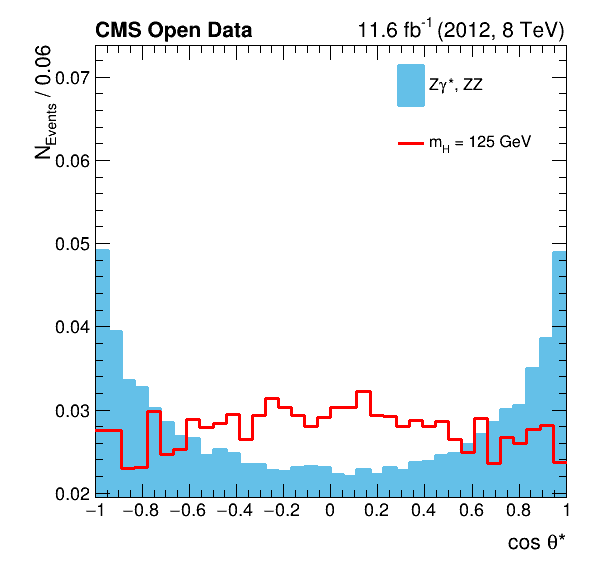 CMS Open Data 11.6 fb⁻¹ (2012, 8 TeV)
N_Events / 0.06
Zγ*, ZZ
m_H = 125 GeV
0.07
0.06
0.05
0.04
0.03
0.02
−1 −0.8 −0.6 −0.4 −0.2 0 0.2 0.4 0.6 0.8 1
cos θ*